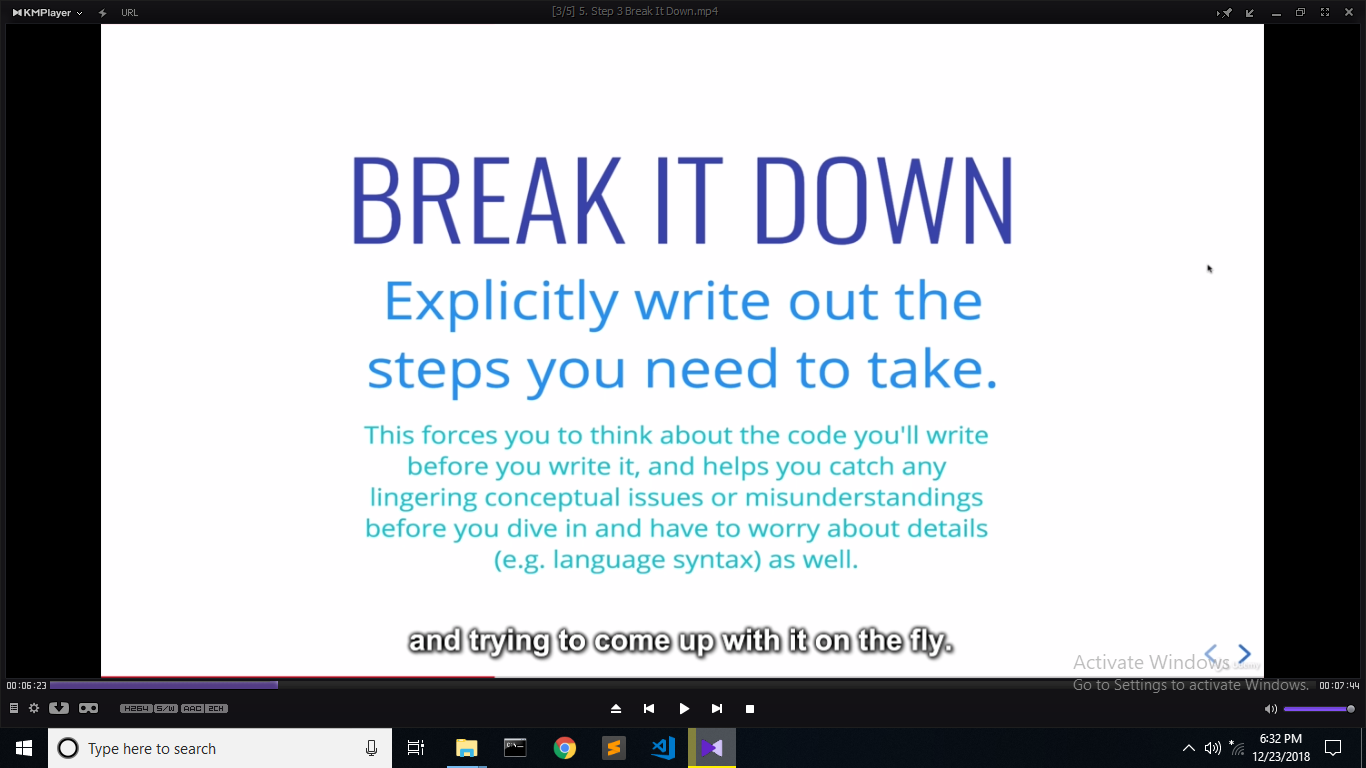 KMPlayer
URL
[3/5] 5. Step 3 Break It Down.mp4
BREAK IT DOWN
Explicitly write out the
steps you need to take.
This forces you to think about the code you'll write
before you write it, and helps you catch any
lingering conceptual issues or misunderstandings
before you dive in and have to worry about details
(e.g. language syntax) as well.
and trying to come up with it on the fly.
Activate Windows
Go to Settings to activate Windows.
00:06:23
00:07:44
H264 S/W AAC 2CH
Type here to search
6:32 PM
12/23/2018